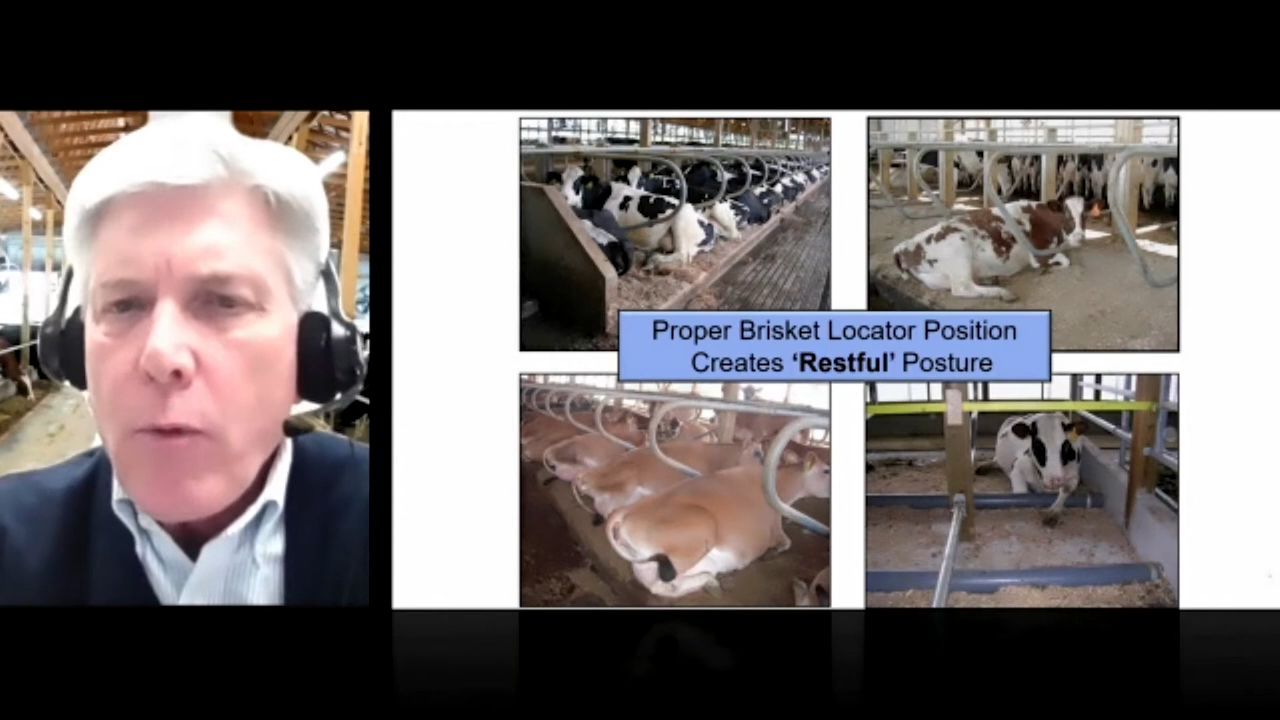 Proper Brisket Locator Position
Creates ‘Restful’ Posture